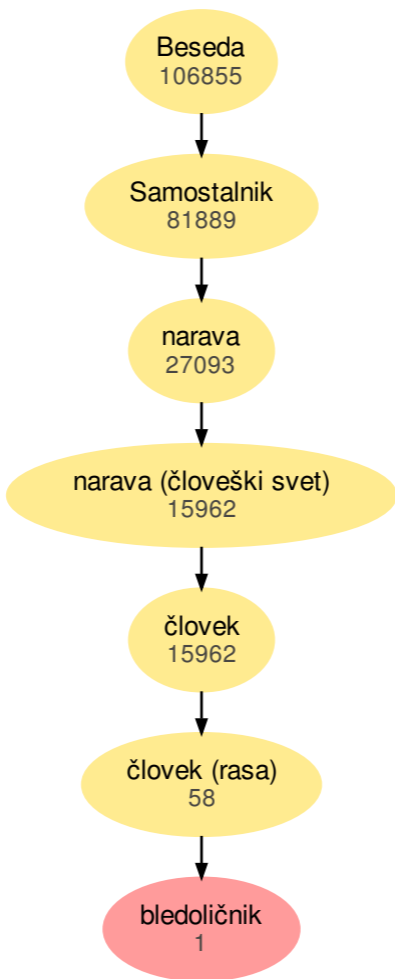 Beseda
106855
Samostalnik
81889
narava
27093
narava (človeški svet)
15962
človek
15962
človek (rasa)
58
bledoličnik
1